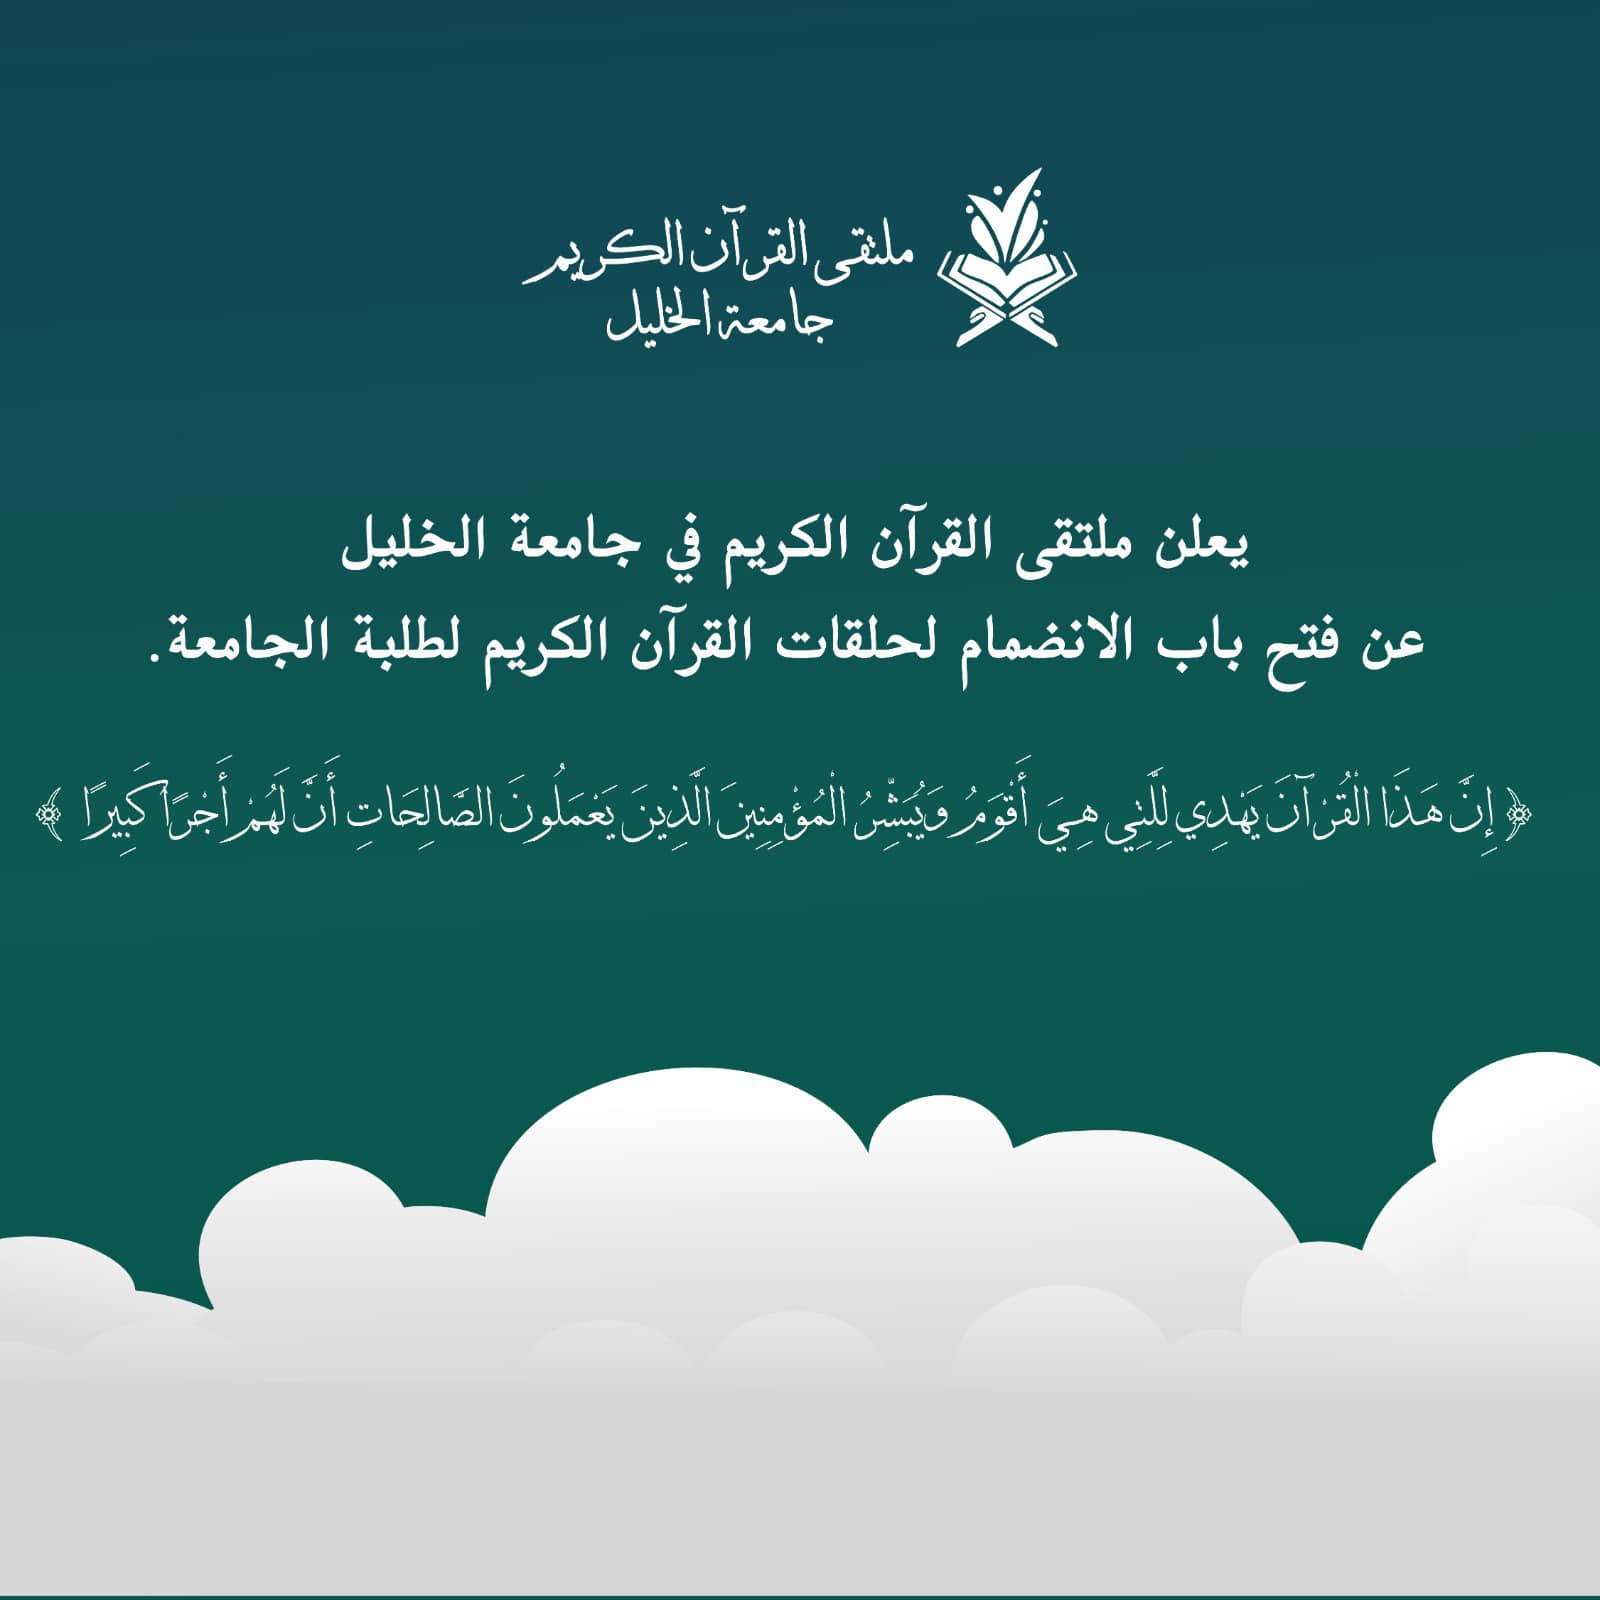 ملتقى القرآن الكريم
جامعة الخليل
يعلن ملتقى القرآن الكريم في جامعة الخليل
عن فتح باب الانضمام لحلقات القرآن الكريم لطلبة الجامعة.
﴿ إِنَّ هَذَا الْقُرْآنَ يَهْدِي لِلَّتِي هِيَ أَقْوَمُ وَيُبَشِّرُ الْمُؤْمِنِينَ الَّذِينَ يَعْمَلُونَ الصَّالِحَاتِ أَنَّ لَهُمْ أَجْرًا كَبِيرًا ﴾